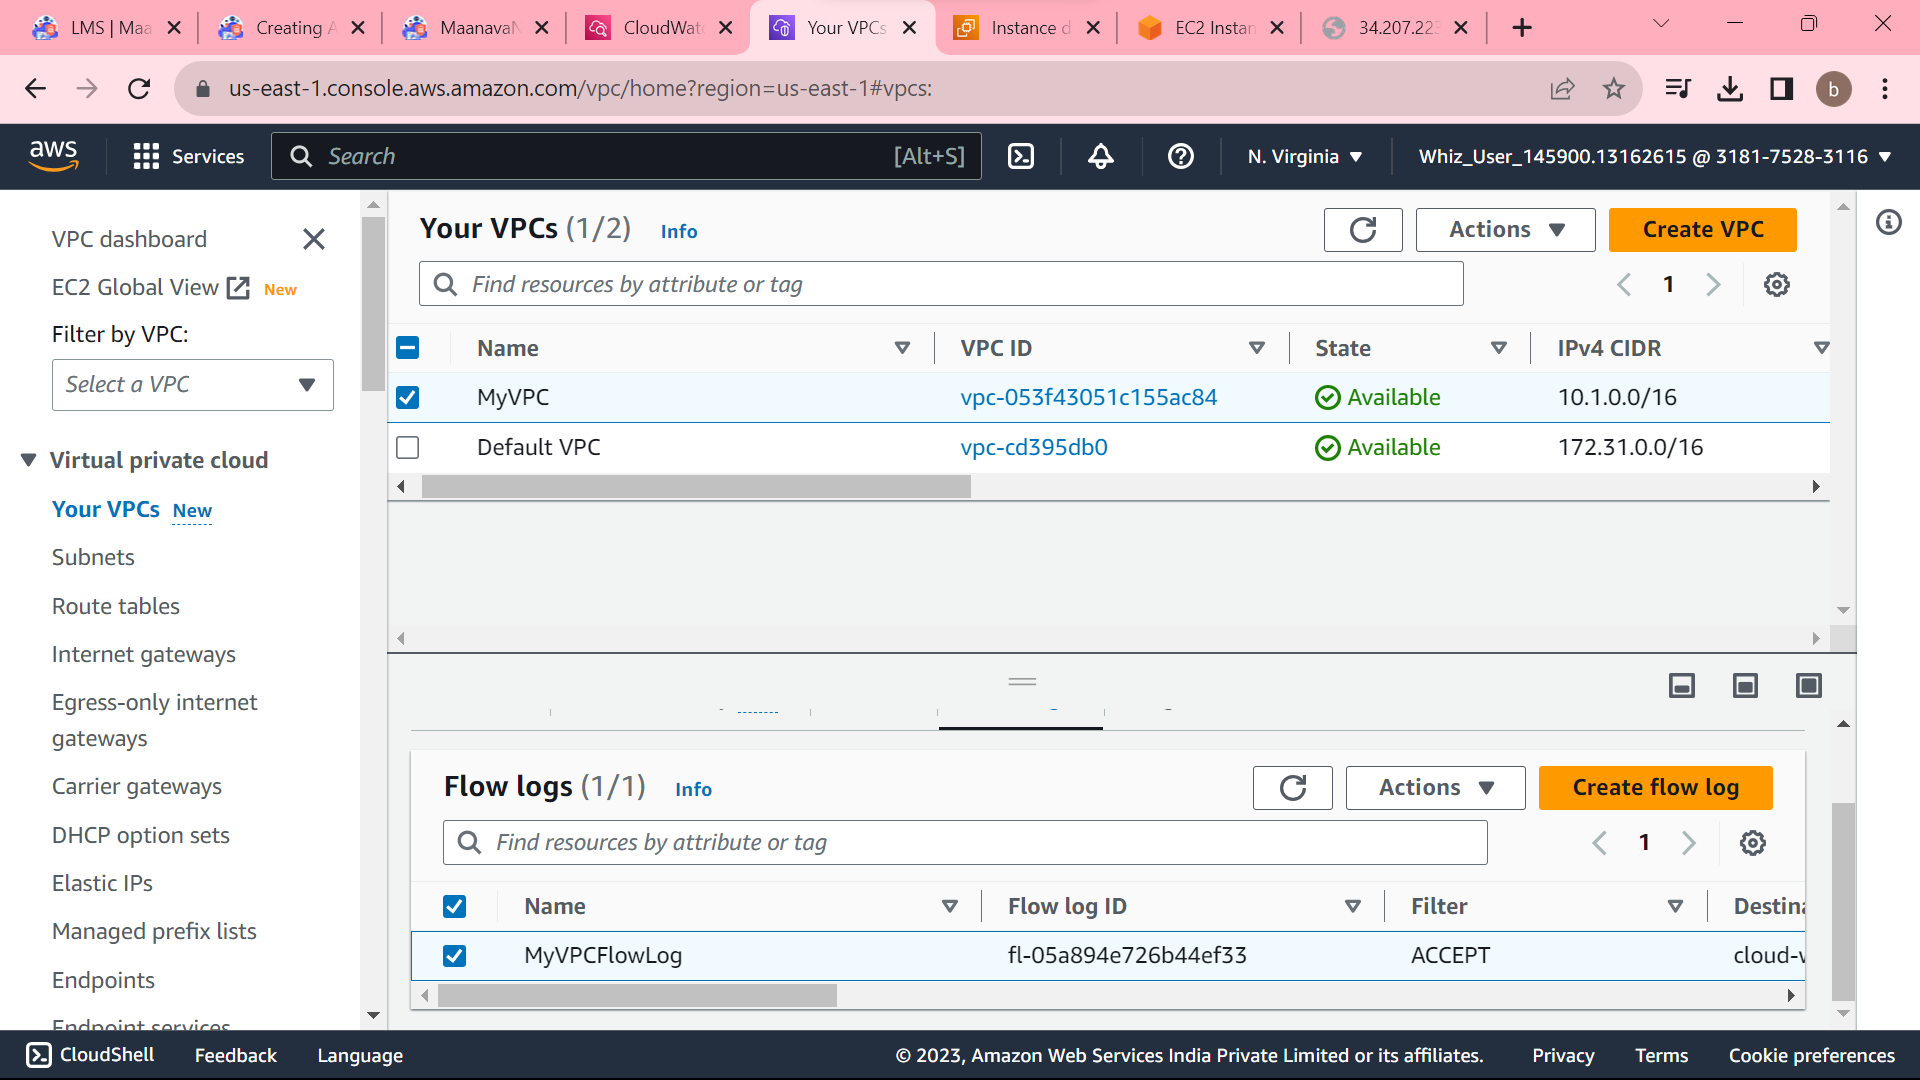 LMS | Maa
Creating A
MaanavaN
CloudWat
Your VPCs
Instance d
EC2 Instan
34.207.223
us-east-1.console.aws.amazon.com/vpc/home?region=us-east-1#vpcs:
b
aws
Services
Search
[Alt+S]
N. Virginia
Whiz_User_145900.13162615 @ 3181-7528-3116
VPC dashboard
EC2 Global View New
Filter by VPC:
Select a VPC
Virtual private cloud
Your VPCs New
Subnets
Route tables
Internet gateways
Egress-only internet
gateways
Carrier gateways
DHCP option sets
Elastic IPs
Managed prefix lists
Endpoints
Endpoint services
Your VPCs (1/2) Info
Actions
Create VPC
Find resources by attribute or tag
1
Name VPC ID State IPv4 CIDR
MyVPC vpc-053f43051c155ac84 Available 10.1.0.0/16
Default VPC vpc-cd395db0 Available 172.31.0.0/16
Flow logs (1/1) Info
Actions
Create flow log
Find resources by attribute or tag
1
Name Flow log ID Filter Destina
MyVPCFlowLog fl-05a894e726b44ef33 ACCEPT cloud-w
CloudShell
Feedback
Language
© 2023, Amazon Web Services India Private Limited or its affiliates.
Privacy
Terms
Cookie preferences